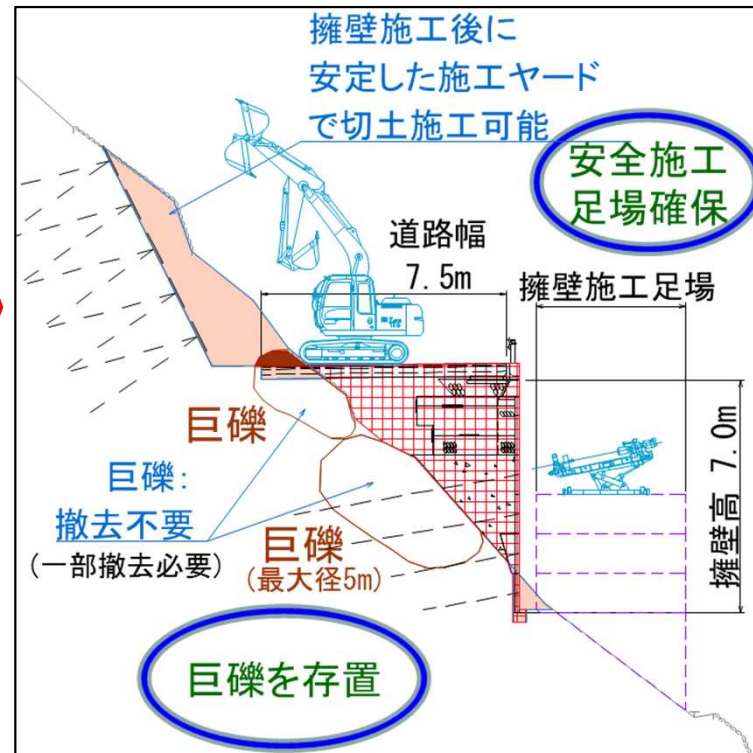 擁壁施工後に
安定した施工ヤード
で切土施工可能
安全施工
足場確保
道路幅
7.5m
擁壁施工足場
擁壁高 7.0m
巨礫
巨礫:
撤去不要
(一部撤去必要)
巨礫
(最大径5m)
巨礫を存置